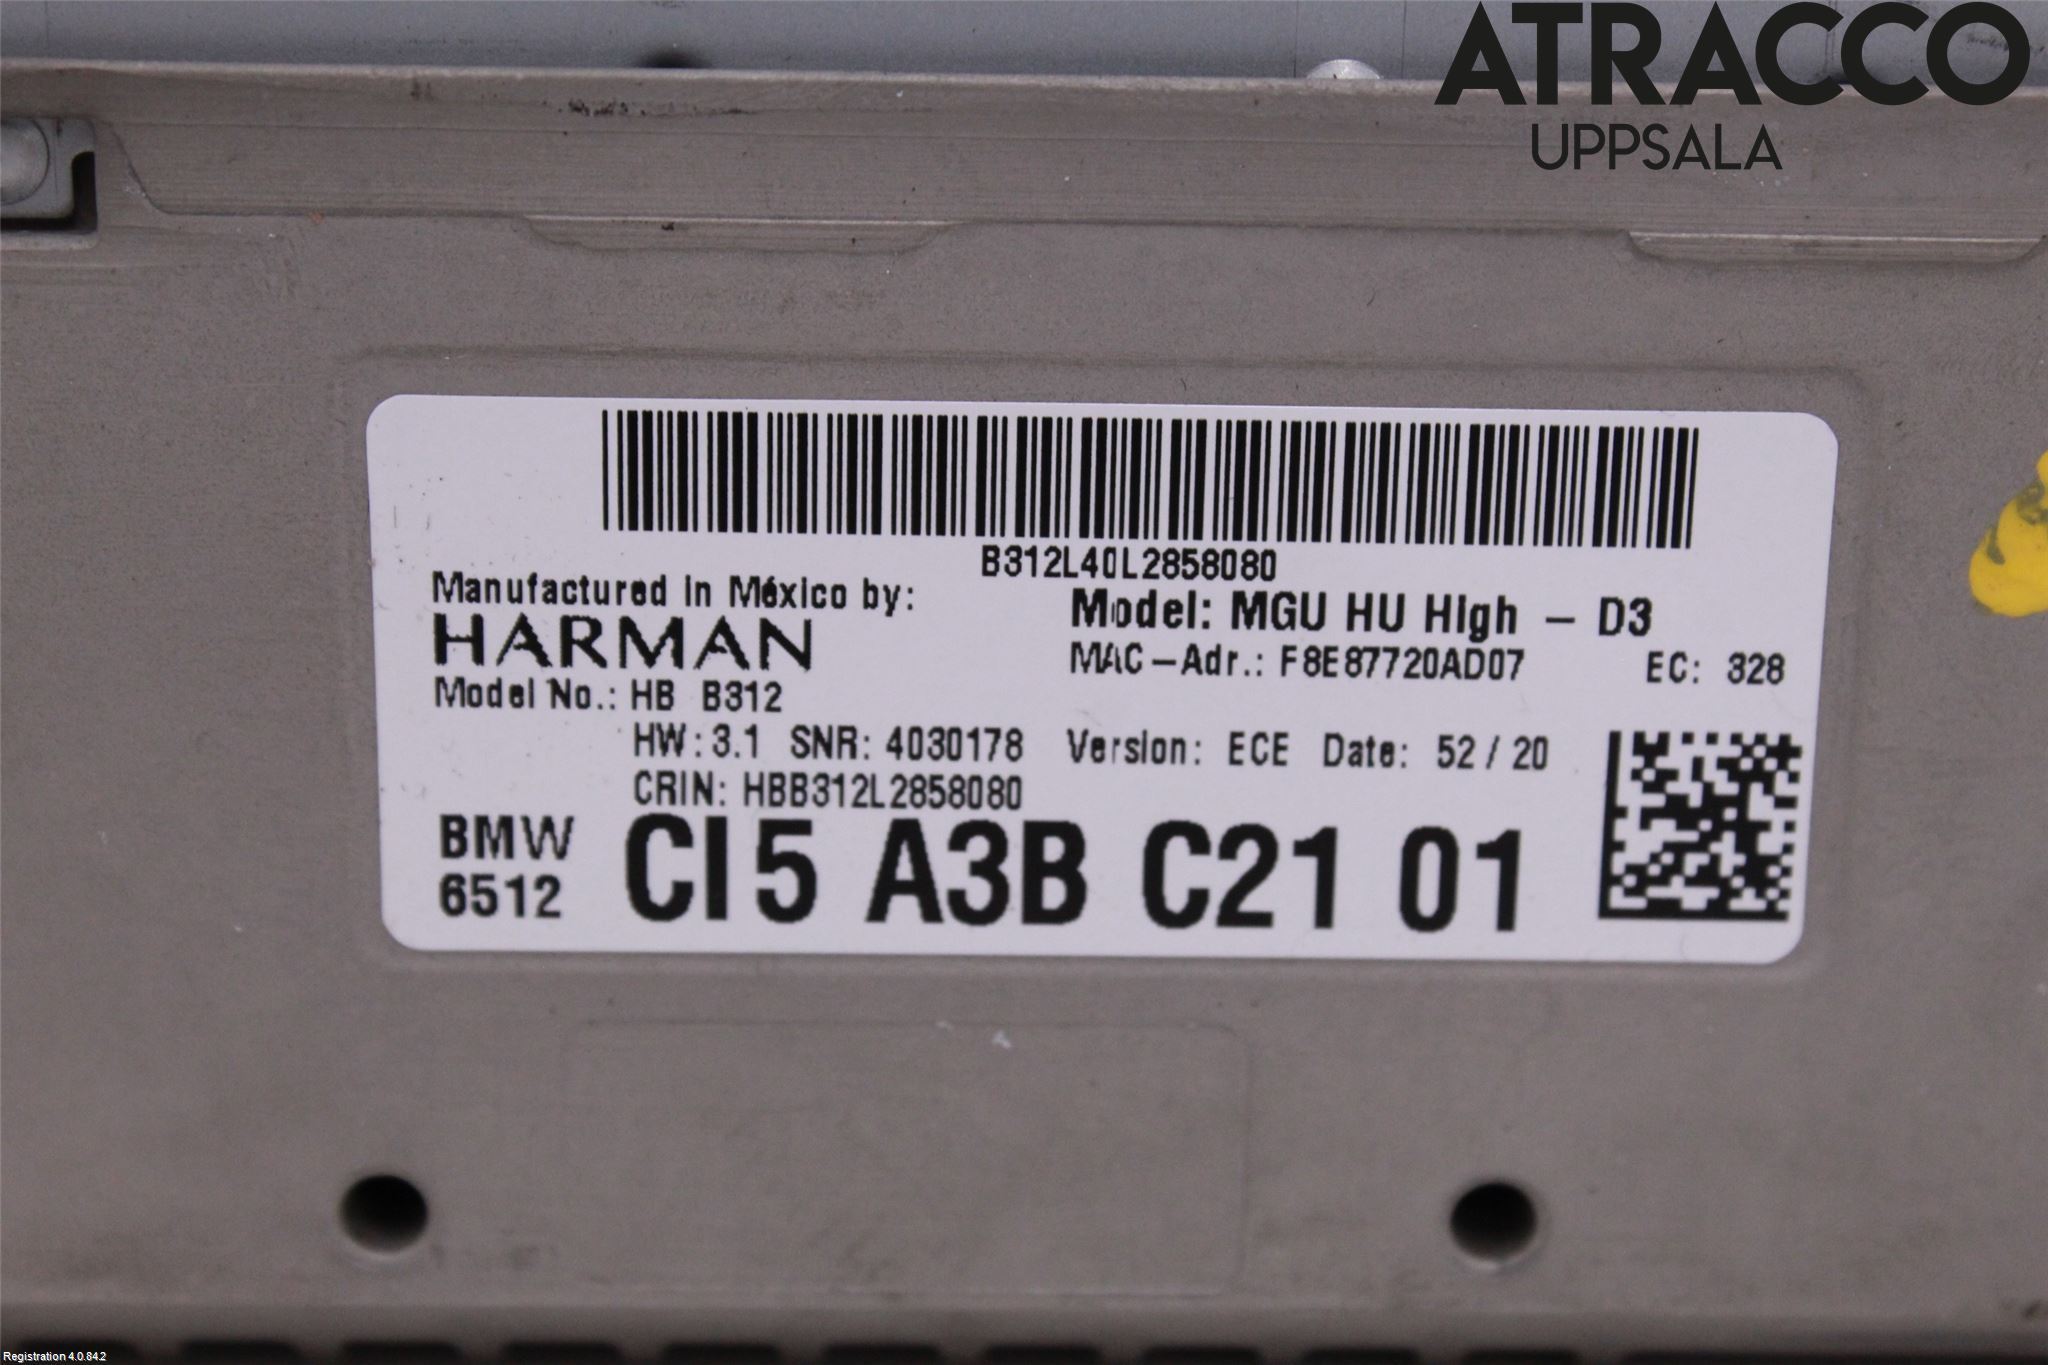 ATRACCO
UPPSALA
B312L40L2858080
Manufactured in México by:
HARMAN
Model No.: HB B312
Model: MGU HU High - D3
MAC-Adr.: F8E87720AD07 EC: 328
HW: 3.1 SNR: 4030178 Version: ECE Date: 52 / 20
CRIN: HBB312L2858080
BMW
6512
CI5 A3B C21 01
Registration 4.0.84.2